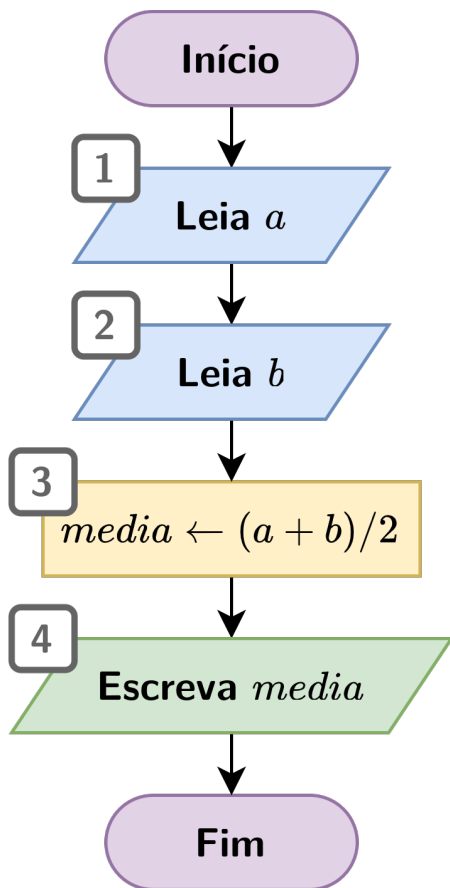 Início
1
Leia a
2
Leia b
3
media ← (a + b)/2
4
Escreva media
Fim